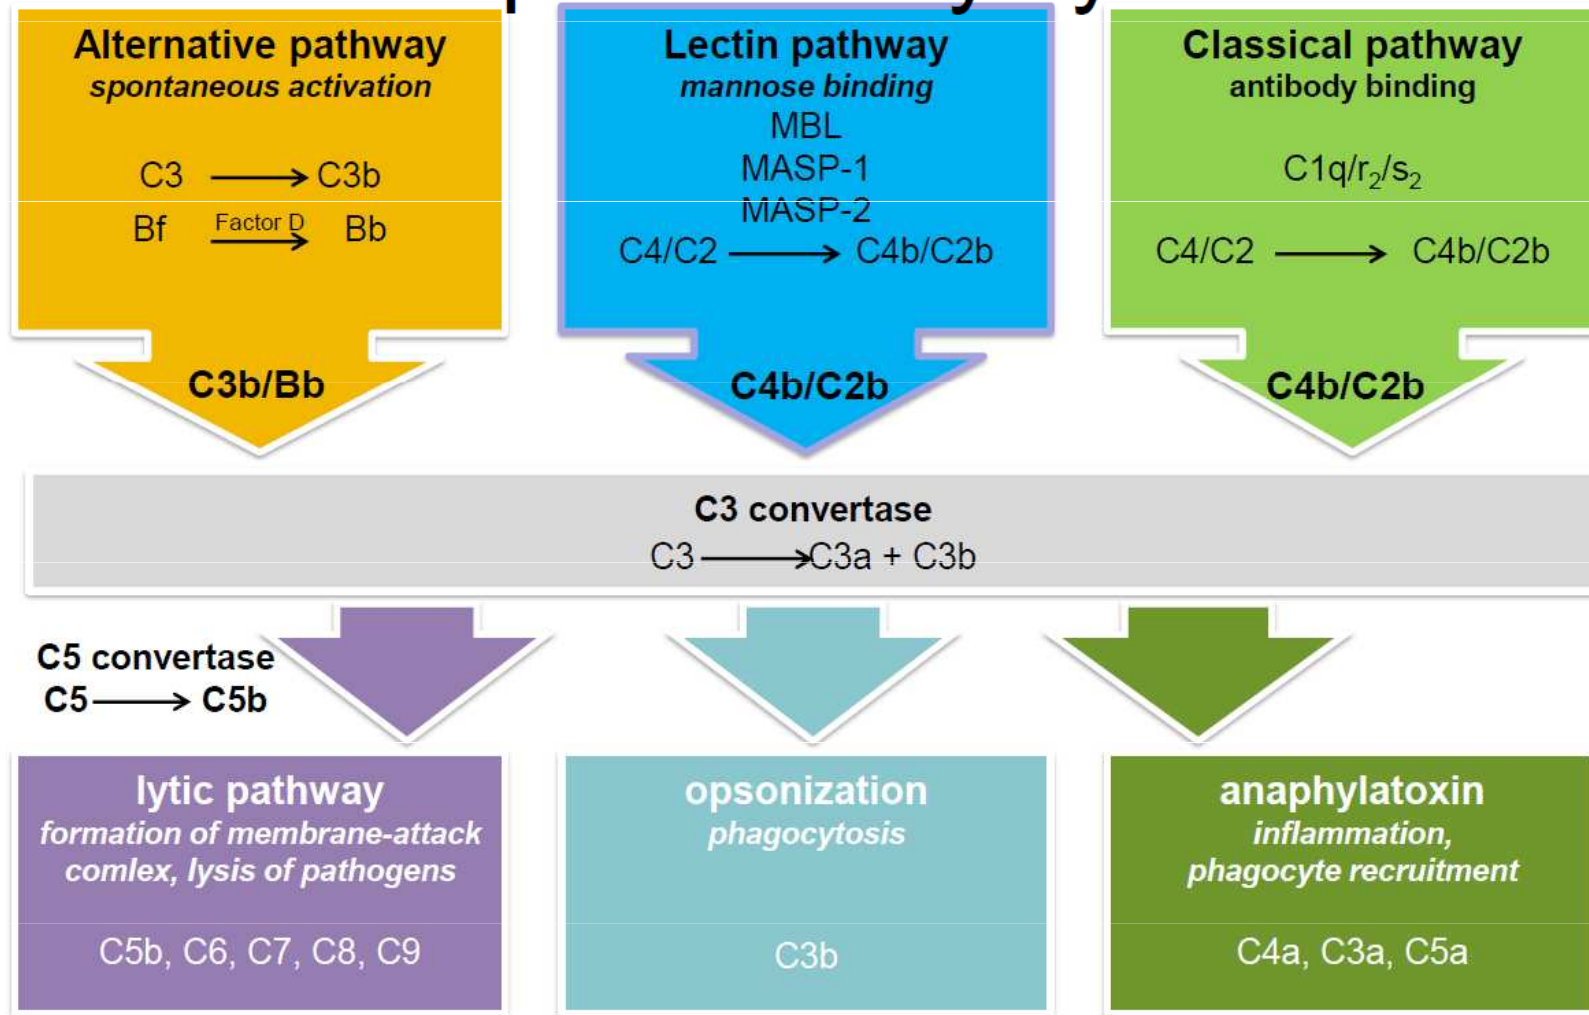 Alternative pathway
spontaneous activation
C3 → C3b
Bf Factor D → Bb
C3b/Bb
Lectin pathway
mannose binding
MBL
MASP-1
MASP-2
C4/C2 → C4b/C2b
C4b/C2b
Classical pathway
antibody binding
C1q/r₂/s₂
C4/C2 → C4b/C2b
C4b/C2b
C3 convertase
C3 → C3a + C3b
C5 convertase
C5 → C5b
lytic pathway
formation of membrane-attack
comlex, lysis of pathogens
C5b, C6, C7, C8, C9
opsonization
phagocytosis
C3b
anaphylatoxin
inflammation,
phagocyte recruitment
C4a, C3a, C5a